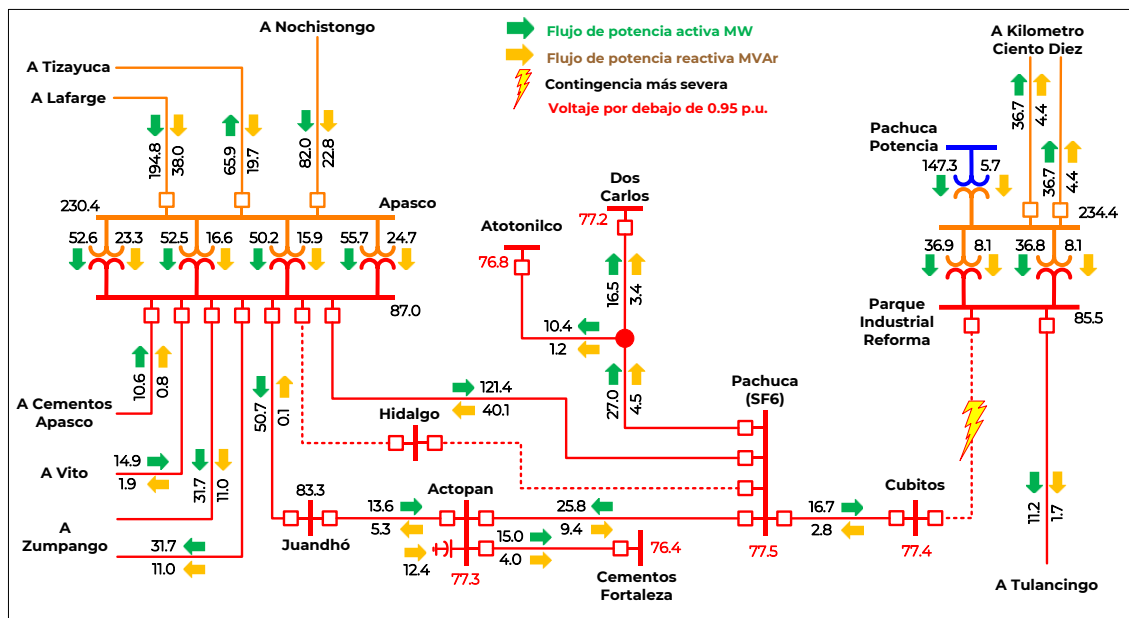 A Nochistongo
A Tizayuca
A Lafarge
Flujo de potencia activa MW
Flujo de potencia reactiva MVAr
Contingencia más severa
Voltaje por debajo de 0.95 p.u.
A Kilometro
Ciento Diez
194.8
38.0
65.9
19.7
82.0
22.8
36.7
4.4
36.7
4.4
Pachuca
Potencia
147.3
5.7
230.4
Apasco
234.4
52.6
23.3
52.5
16.6
50.2
15.9
55.7
24.7
36.9
8.1
36.8
8.1
87.0
85.5
Parque
Industrial
Reforma
Dos
Carlos
77.2
Atotonilco
76.8
16.5
3.4
10.4
1.2
27.0
4.5
Pachuca
(SF6)
10.6
0.8
A Cementos
Apasco
50.7
0.1
121.4
40.1
Hidalgo
14.9
A Vito
1.9
31.7
11.0
A
Zumpango
31.7
11.0
83.3
Juandhó
13.6
5.3
Actopan
12.4
77.3
25.8
9.4
15.0
4.0
76.4
Cementos
Fortaleza
77.5
16.7
2.8
Cubitos
77.4
11.2
1.7
A Tulancingo